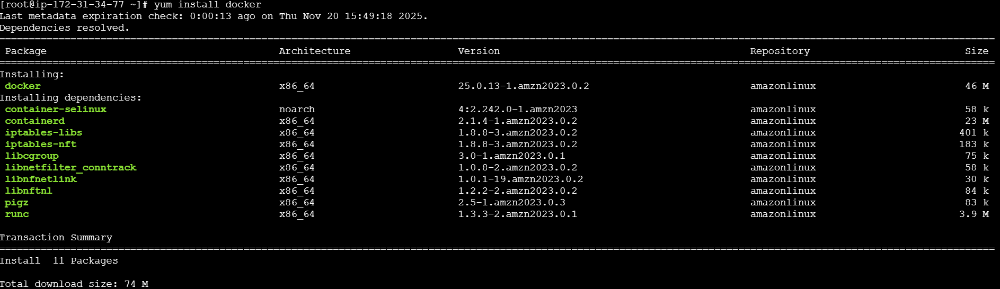 [root@ip-172-31-34-77 ~]# yum install docker
Last metadata expiration check: 0:00:13 ago on Thu Nov 20 15:49:18 2025.
Dependencies resolved.
Package Architecture Version Repository Size
Installing:
docker x86_64 25.0.13-1.amzn2023.0.2 amazonlinux 46 M
Installing dependencies:
container-selinux noarch 4:2.242.0-1.amzn2023 amazonlinux 58 k
containerd x86_64 2.1.4-1.amzn2023.0.2 amazonlinux 23 M
iptables-libs x86_64 1.8.8-3.amzn2023.0.2 amazonlinux 401 k
iptables-nft x86_64 1.8.8-3.amzn2023.0.2 amazonlinux 183 k
libcgroup x86_64 3.0-1.amzn2023.0.1 amazonlinux 75 k
libnetfilter_conntrack x86_64 1.0.8-2.amzn2023.0.2 amazonlinux 58 k
libnfnetlink x86_64 1.0.1-19.amzn2023.0.2 amazonlinux 30 k
libnftnl x86_64 1.2.2-2.amzn2023.0.2 amazonlinux 84 k
pigz x86_64 2.5-1.amzn2023.0.3 amazonlinux 83 k
runc x86_64 1.3.3-2.amzn2023.0.1 amazonlinux 3.9 M
Transaction Summary
Install 11 Packages
Total download size: 74 M